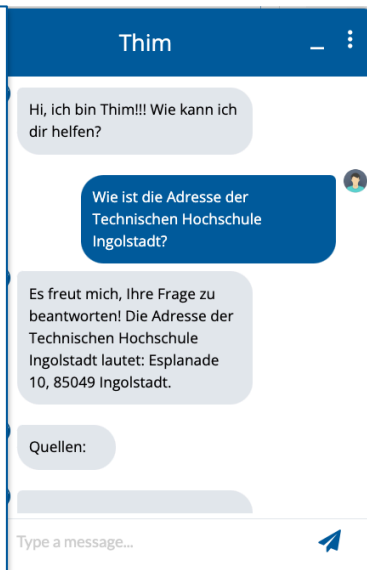 Thim
Hi, ich bin Thim!!! Wie kann ich
dir helfen?
Wie ist die Adresse der
Technischen Hochschule
Ingolstadt?
Es freut mich, Ihre Frage zu
beantworten! Die Adresse der
Technischen Hochschule
Ingolstadt lautet: Esplanade
10, 85049 Ingolstadt.
Quellen:
Type a message...